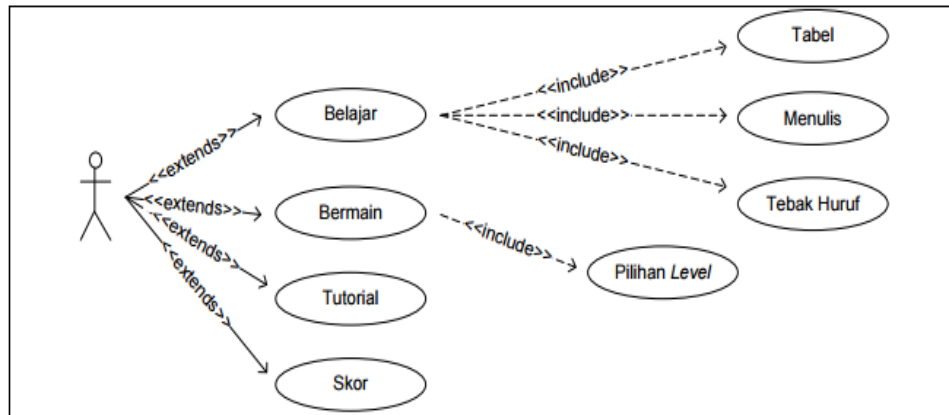 Tabel
<<include>>
Belajar
<<include>>
Menulis
<<include>>
<<extends>>
Tebak Huruf
<<extends>>
Bermain
<<include>>
<<extends>>
Pilihan Level
<<extends>>
Tutorial
Skor